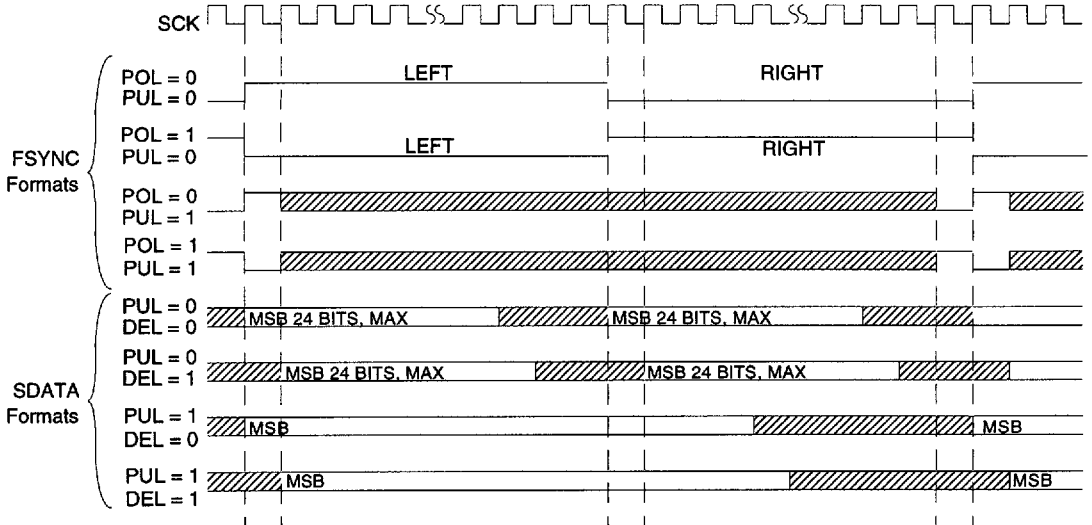 SCK
FSYNC
Formats
POL = 0
PUL = 0
LEFT
RIGHT
POL = 1
PUL = 0
LEFT
RIGHT
POL = 0
PUL = 1
POL = 1
PUL = 1
SDATA
Formats
PUL = 0
DEL = 0
MSB 24 BITS, MAX
MSB 24 BITS, MAX
PUL = 0
DEL = 1
MSB 24 BITS, MAX
MSB 24 BITS, MAX
PUL = 1
DEL = 0
MSB
MSB
PUL = 1
DEL = 1
MSB
MSB